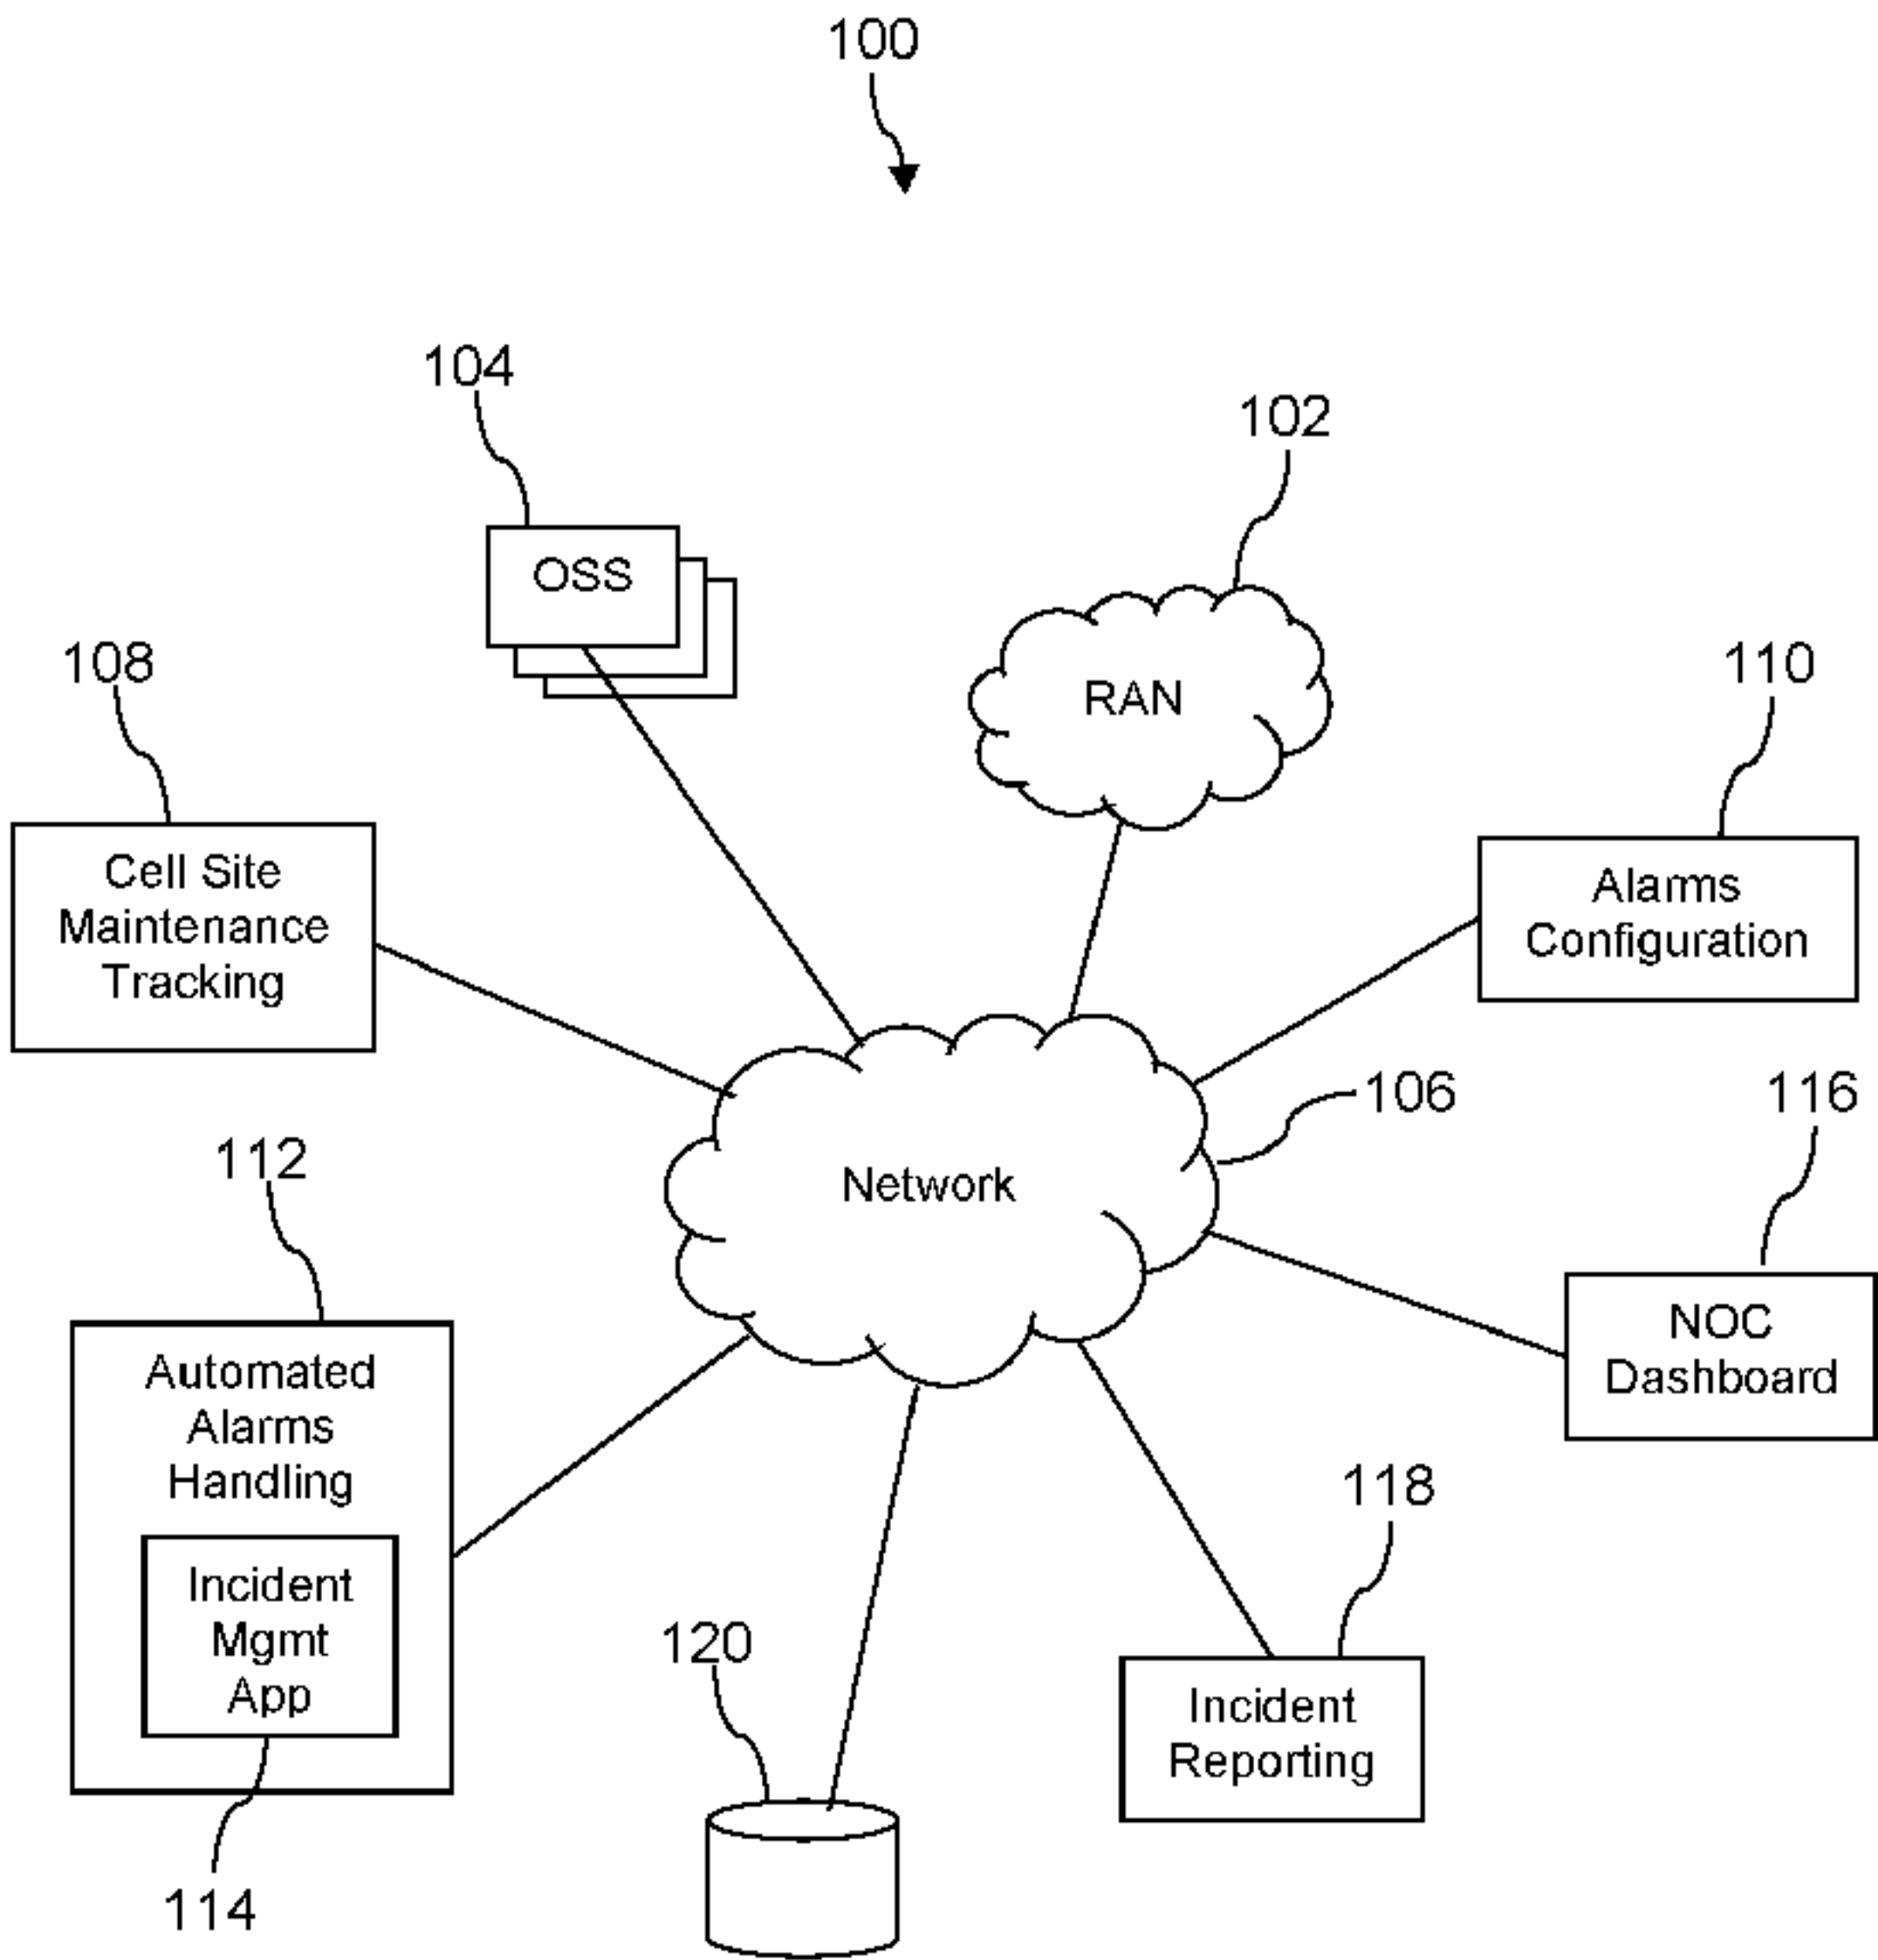 100
104
102
OSS
108
RAN
110
Cell Site
Maintenance
Tracking
Alarms
Configuration
106
116
112
Network
NOC
Dashboard
Automated
Alarms
Handling
118
Incident
Mgmt
App
120
Incident
Reporting
114